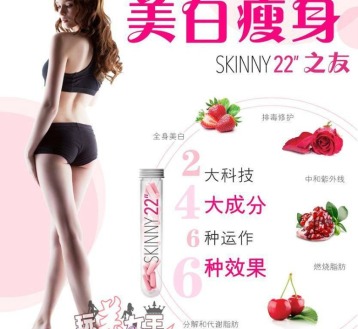 美白瘦身
SKINNY 22" 之友
全身美白
排毒修护
2大科技
中和紫外线
4大成分
6种运作
6种效果
燃烧脂肪
分解和代谢脂肪
SKINNY 22"